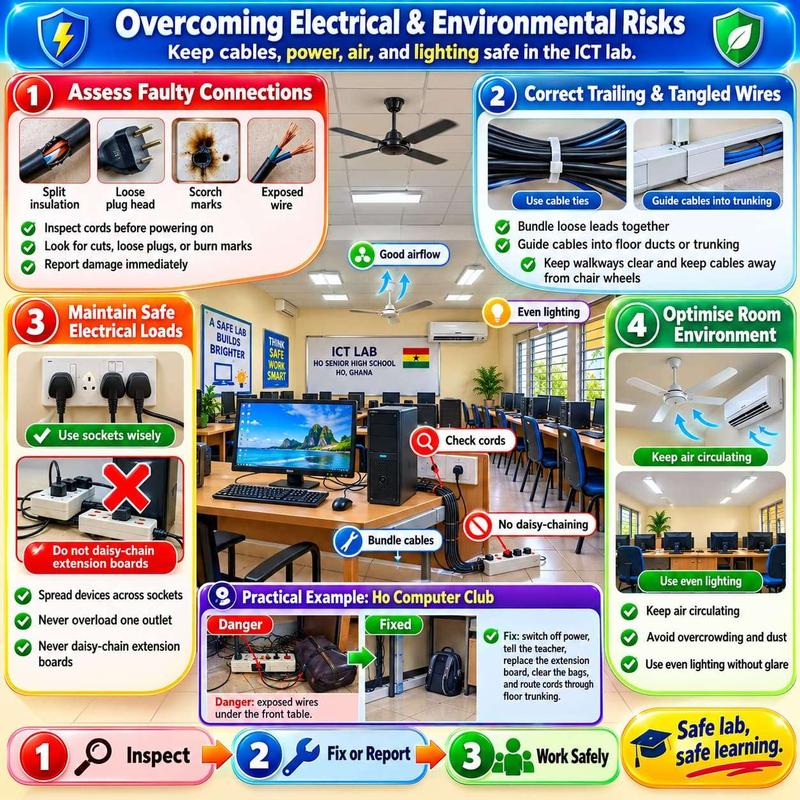 Overcoming Electrical & Environmental Risks
Keep cables, power, air, and lighting safe in the ICT lab.
1 Assess Faulty Connections
Split
insulation
Loose
plug head
Scorch
marks
Exposed
wire
Inspect cords before powering on
Look for cuts, loose plugs, or burn marks
Report damage immediately
2 Correct Trailing & Tangled Wires
Use cable ties
Guide cables into trunking
Bundle loose leads together
Guide cables into floor ducts or trunking
Keep walkways clear and keep cables away
from chair wheels
Good airflow
Even lighting
A SAFE LAB
BUILDS
BRIGHTER
THINK
SAFE
WORK
SMART
ICT LAB
HO SENIOR HIGH SCHOOL
HO, GHANA
Check cords
No daisy-chaining
Bundle cables
3 Maintain Safe
Electrical Loads
Use sockets wisely
Do not daisy-chain
extension boards
Spread devices across sockets
Never overload one outlet
Never daisy-chain extension
boards
4 Optimise Room
Environment
Keep air circulating
Use even lighting
Keep air circulating
Avoid overcrowding and dust
Use even lighting without glare
Practical Example: Ho Computer Club
Danger
Danger: exposed wires
under the front table.
Fixed
Fix: switch off power,
tell the teacher,
replace the extension
board, clear the bags,
and route cords through
floor trunking.
1 Inspect
2 Fix or Report
3 Work Safely
Safe lab,
safe learning.